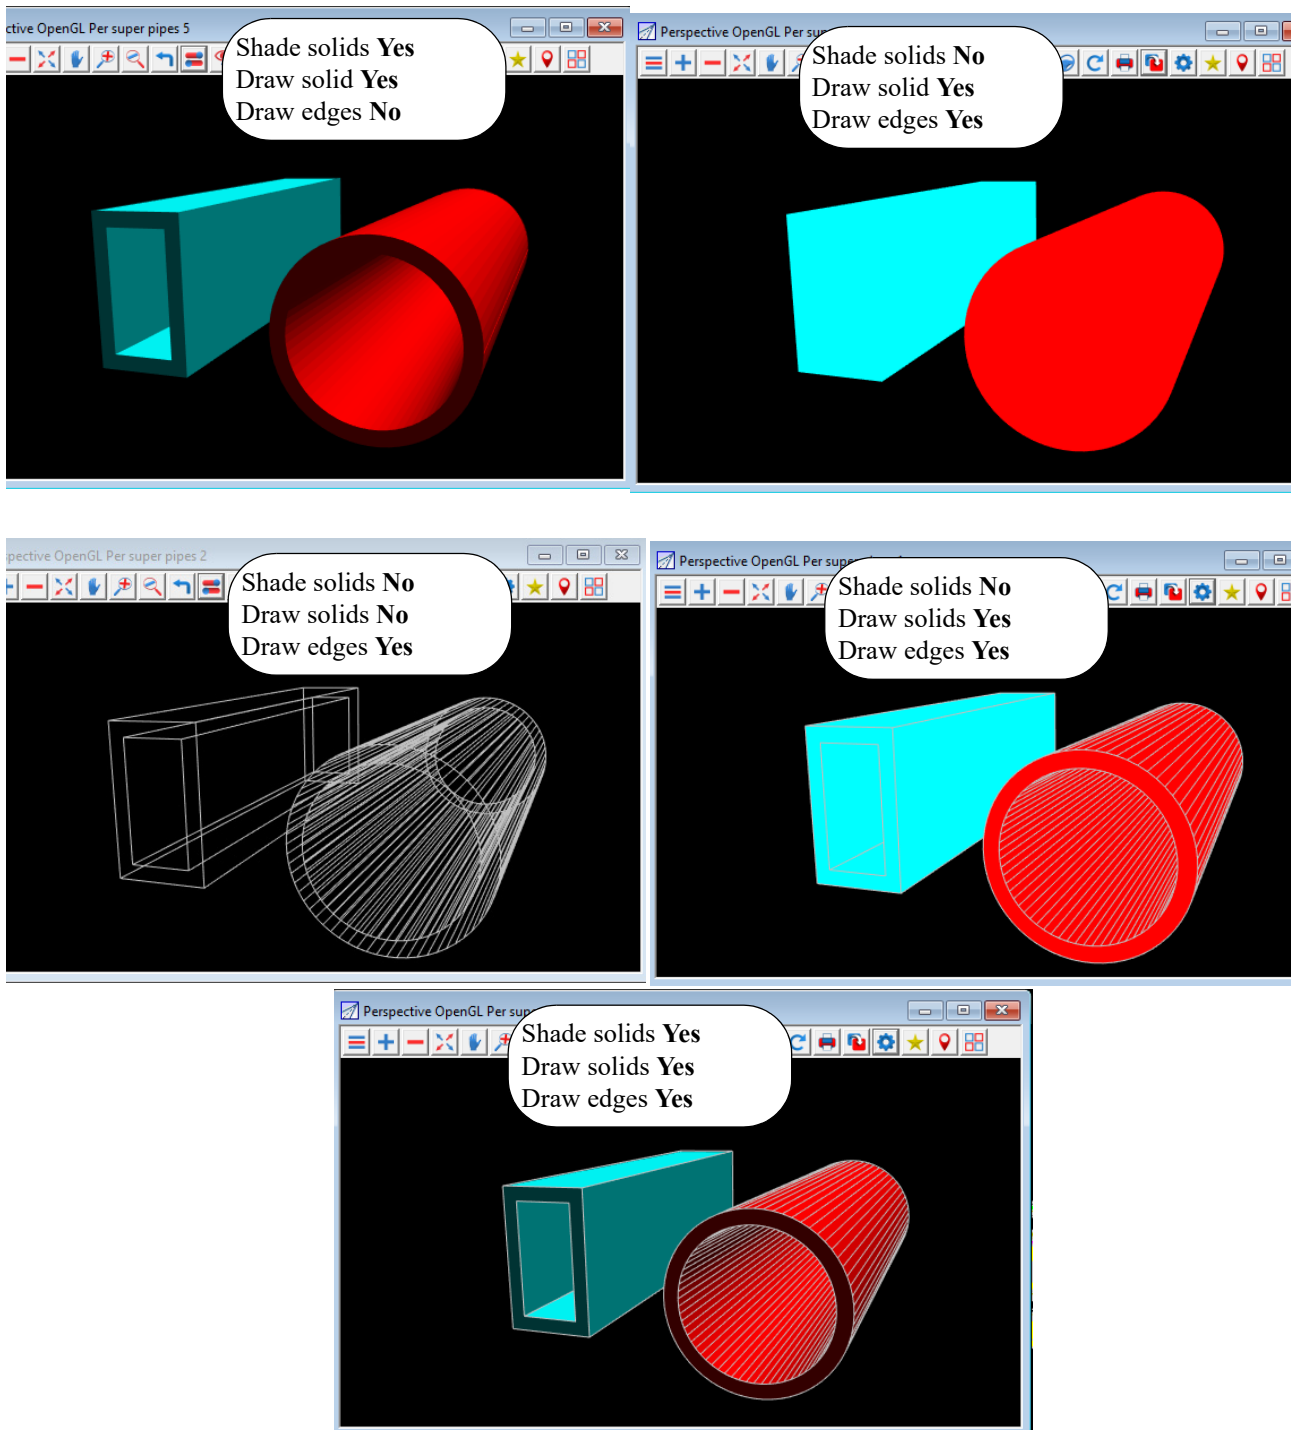 ctive OpenGL Per super pipes 5
Shade solids Yes
Draw solid Yes
Draw edges No
Perspective OpenGL Per sup
Shade solids No
Draw solid Yes
Draw edges Yes
spective OpenGL Per super pipes 2
Shade solids No
Draw solids No
Draw edges Yes
Perspective OpenGL Per supe
Shade solids No
Draw solids Yes
Draw edges Yes
Perspective OpenGL Per sup
Shade solids Yes
Draw solids Yes
Draw edges Yes